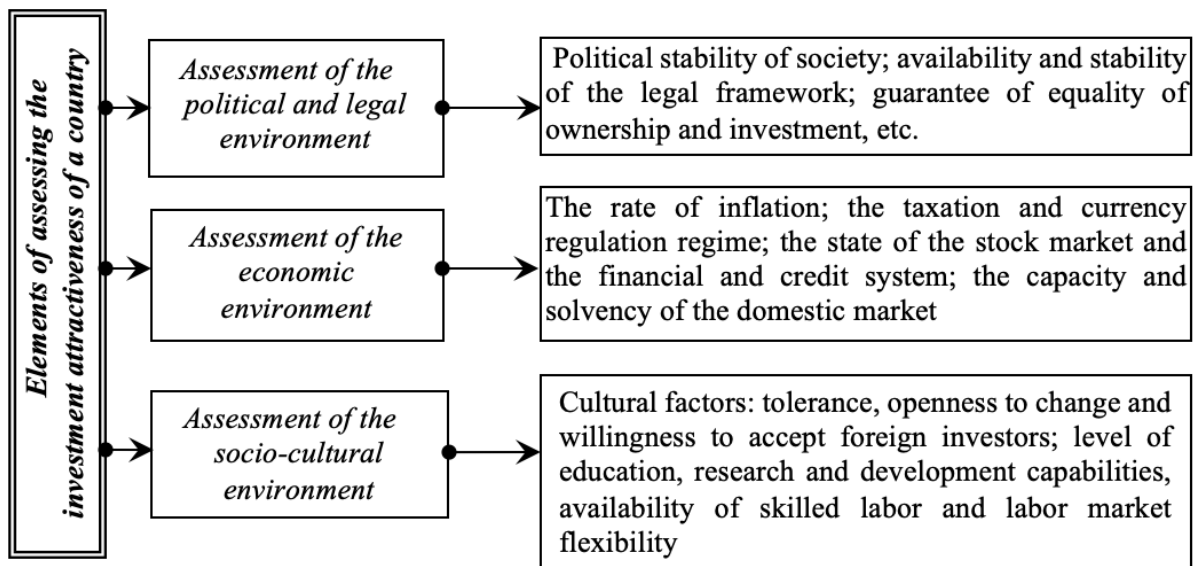 Elements of assessing the
investment attractiveness of a country
Assessment of the
political and legal
environment
Political stability of society; availability and stability
of the legal framework; guarantee of equality of
ownership and investment, etc.
Assessment of the
economic
environment
The rate of inflation; the taxation and currency
regulation regime; the state of the stock market and
the financial and credit system; the capacity and
solvency of the domestic market
Assessment of the
socio-cultural
environment
Cultural factors: tolerance, openness to change and
willingness to accept foreign investors; level of
education, research and development capabilities,
availability of skilled labor and labor market
flexibility